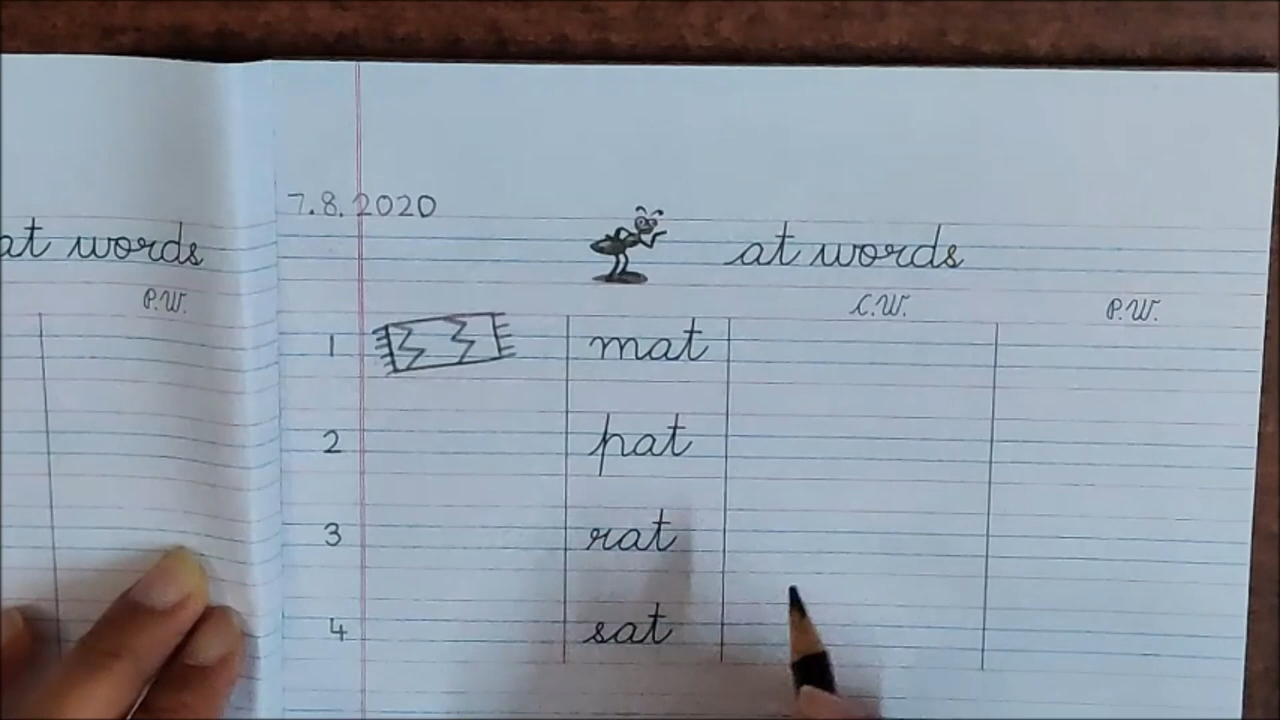 7.8.2020
at words at words
P.W. C.W. P.W.
1 mat
2 pat
3 rat
4 sat